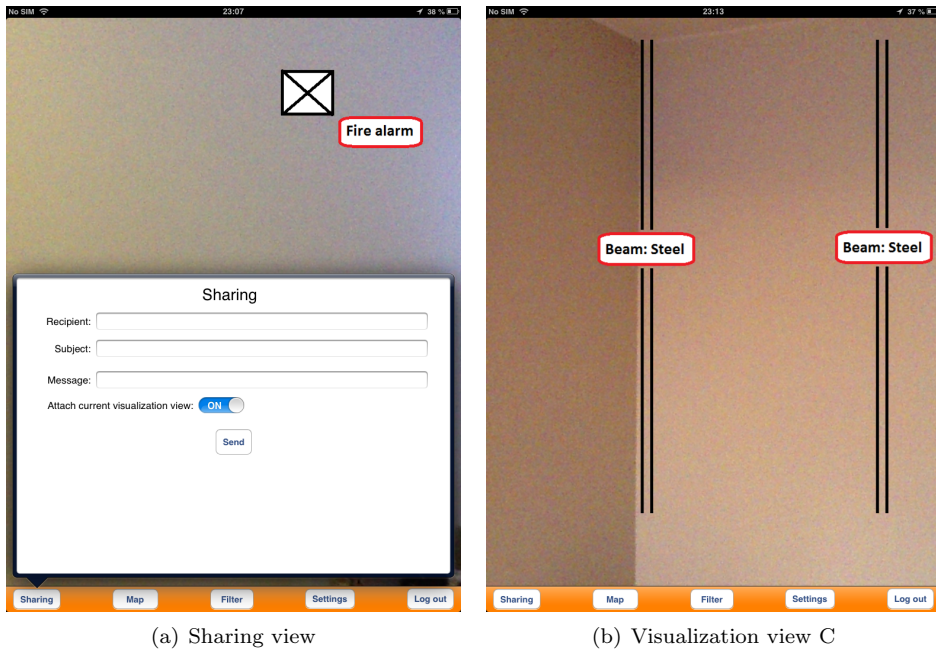 No SIM 23:07 38 %
Fire alarm
Sharing
Recipient:
Subject:
Message:
Attach current visualization view: ON
Send
Sharing Map Filter Settings Log out
(a) Sharing view
No SIM 23:13 37 %
Beam: Steel Beam: Steel
Sharing Map Filter Settings Log out
(b) Visualization view C